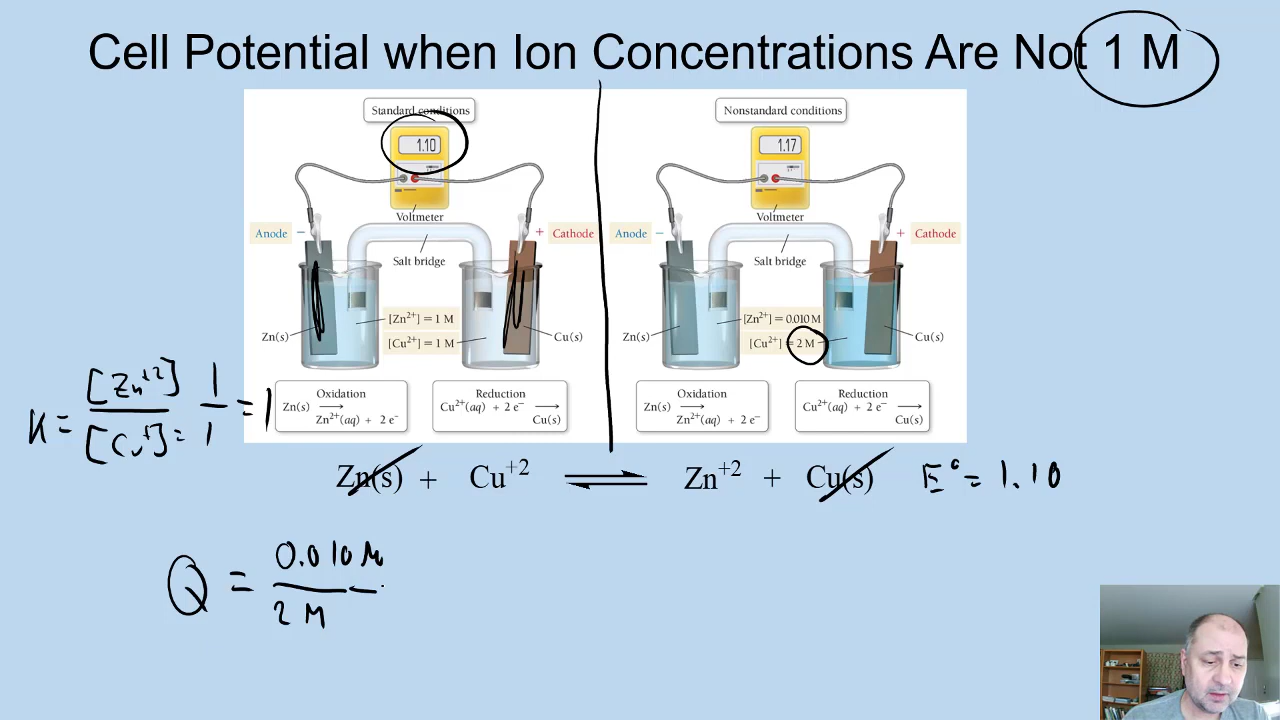 Cell Potential when Ion Concentrations Are Not 1 M
Standard conditions
1.10
Voltmeter
Anode −
+ Cathode
Salt bridge
[Zn²⁺] = 1 M
[Cu²⁺] = 1 M
Zn(s)
Cu(s)
Oxidation
Zn(s) ⟶
Zn²⁺(aq) + 2 e⁻
Reduction
Cu²⁺(aq) + 2 e⁻ ⟶
Cu(s)
Nonstandard conditions
1.17
Voltmeter
Anode −
+ Cathode
Salt bridge
[Zn²⁺] = 0.010 M
[Cu²⁺] = 2 M
Zn(s)
Cu(s)
Oxidation
Zn(s) ⟶
Zn²⁺(aq) + 2 e⁻
Reduction
Cu²⁺(aq) + 2 e⁻ ⟶
Cu(s)
K = [Zn⁺²] 1 = 1
[Cu⁺] = 1
Zn(s) + Cu⁺² ⇌ Zn⁺² + Cu(s) E° = 1.10
Q = 0.010 M
2 M